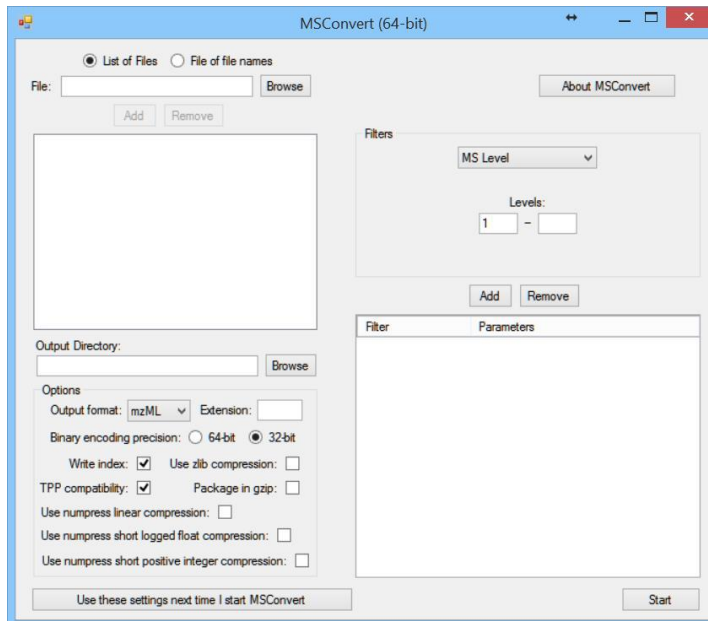 MSConvert (64-bit)
List of Files File of file names
File: Browse
About MSConvert
Add Remove
Filters
MS Level
Levels:
1 –
Add Remove
Filter Parameters
Output Directory:
Browse
Options
Output format: mzML Extension:
Binary encoding precision: 64-bit 32-bit
Write index: Use zlib compression:
TPP compatibility: Package in gzip:
Use numpress linear compression:
Use numpress short logged float compression:
Use numpress short positive integer compression:
Use these settings next time I start MSConvert
Start